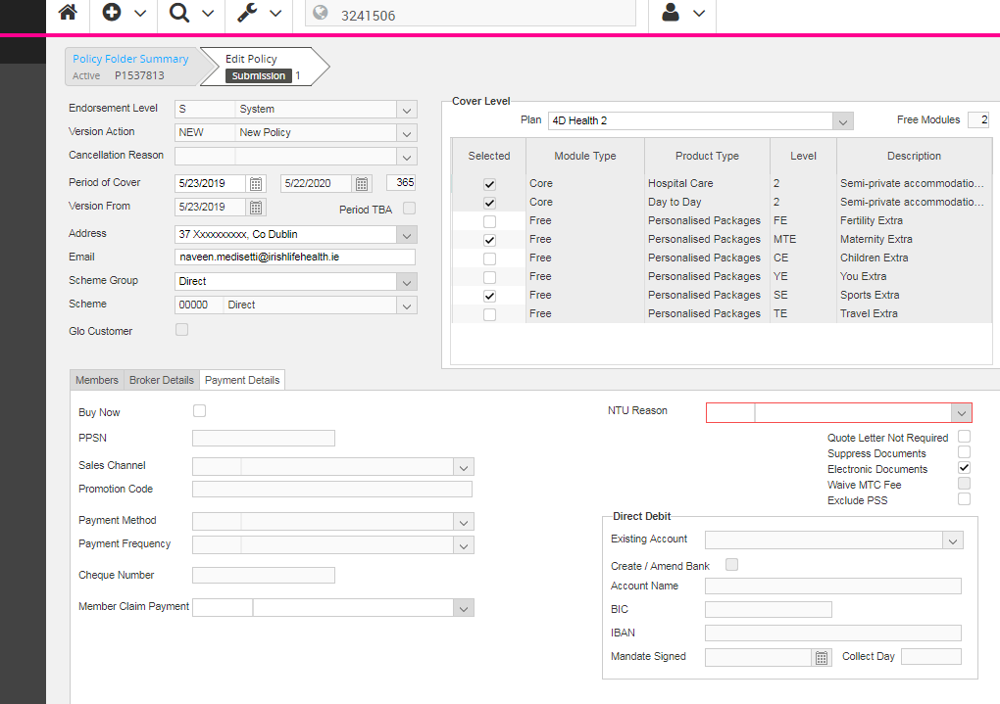 3241506
Policy Folder Summary
Active P1537813
Edit Policy
Submission 1
Endorsement Level S System
Version Action NEW New Policy
Cancellation Reason
Period of Cover 5/23/2019 5/22/2020 365
Version From 5/23/2019 Period TBA
Address 37 Xxxxxxxxxx, Co Dublin
Email naveen.medisetti@irishlifehealth.ie
Scheme Group Direct
Scheme 00000 Direct
Glo Customer
Cover Level
Plan 4D Health 2 Free Modules 2
Selected Module Type Product Type Level Description
Core Hospital Care 2 Semi-private accommodatio...
Core Day to Day 2 Semi-private accommodatio...
Free Personalised Packages FE Fertility Extra
Free Personalised Packages MTE Maternity Extra
Free Personalised Packages CE Children Extra
Free Personalised Packages YE You Extra
Free Personalised Packages SE Sports Extra
Free Personalised Packages TE Travel Extra
Members Broker Details Payment Details
Buy Now
PPSN
Sales Channel
Promotion Code
Payment Method
Payment Frequency
Cheque Number
Member Claim Payment
NTU Reason
Quote Letter Not Required
Suppress Documents
Electronic Documents
Waive MTC Fee
Exclude PSS
Direct Debit
Existing Account
Create / Amend Bank
Account Name
BIC
IBAN
Mandate Signed Collect Day